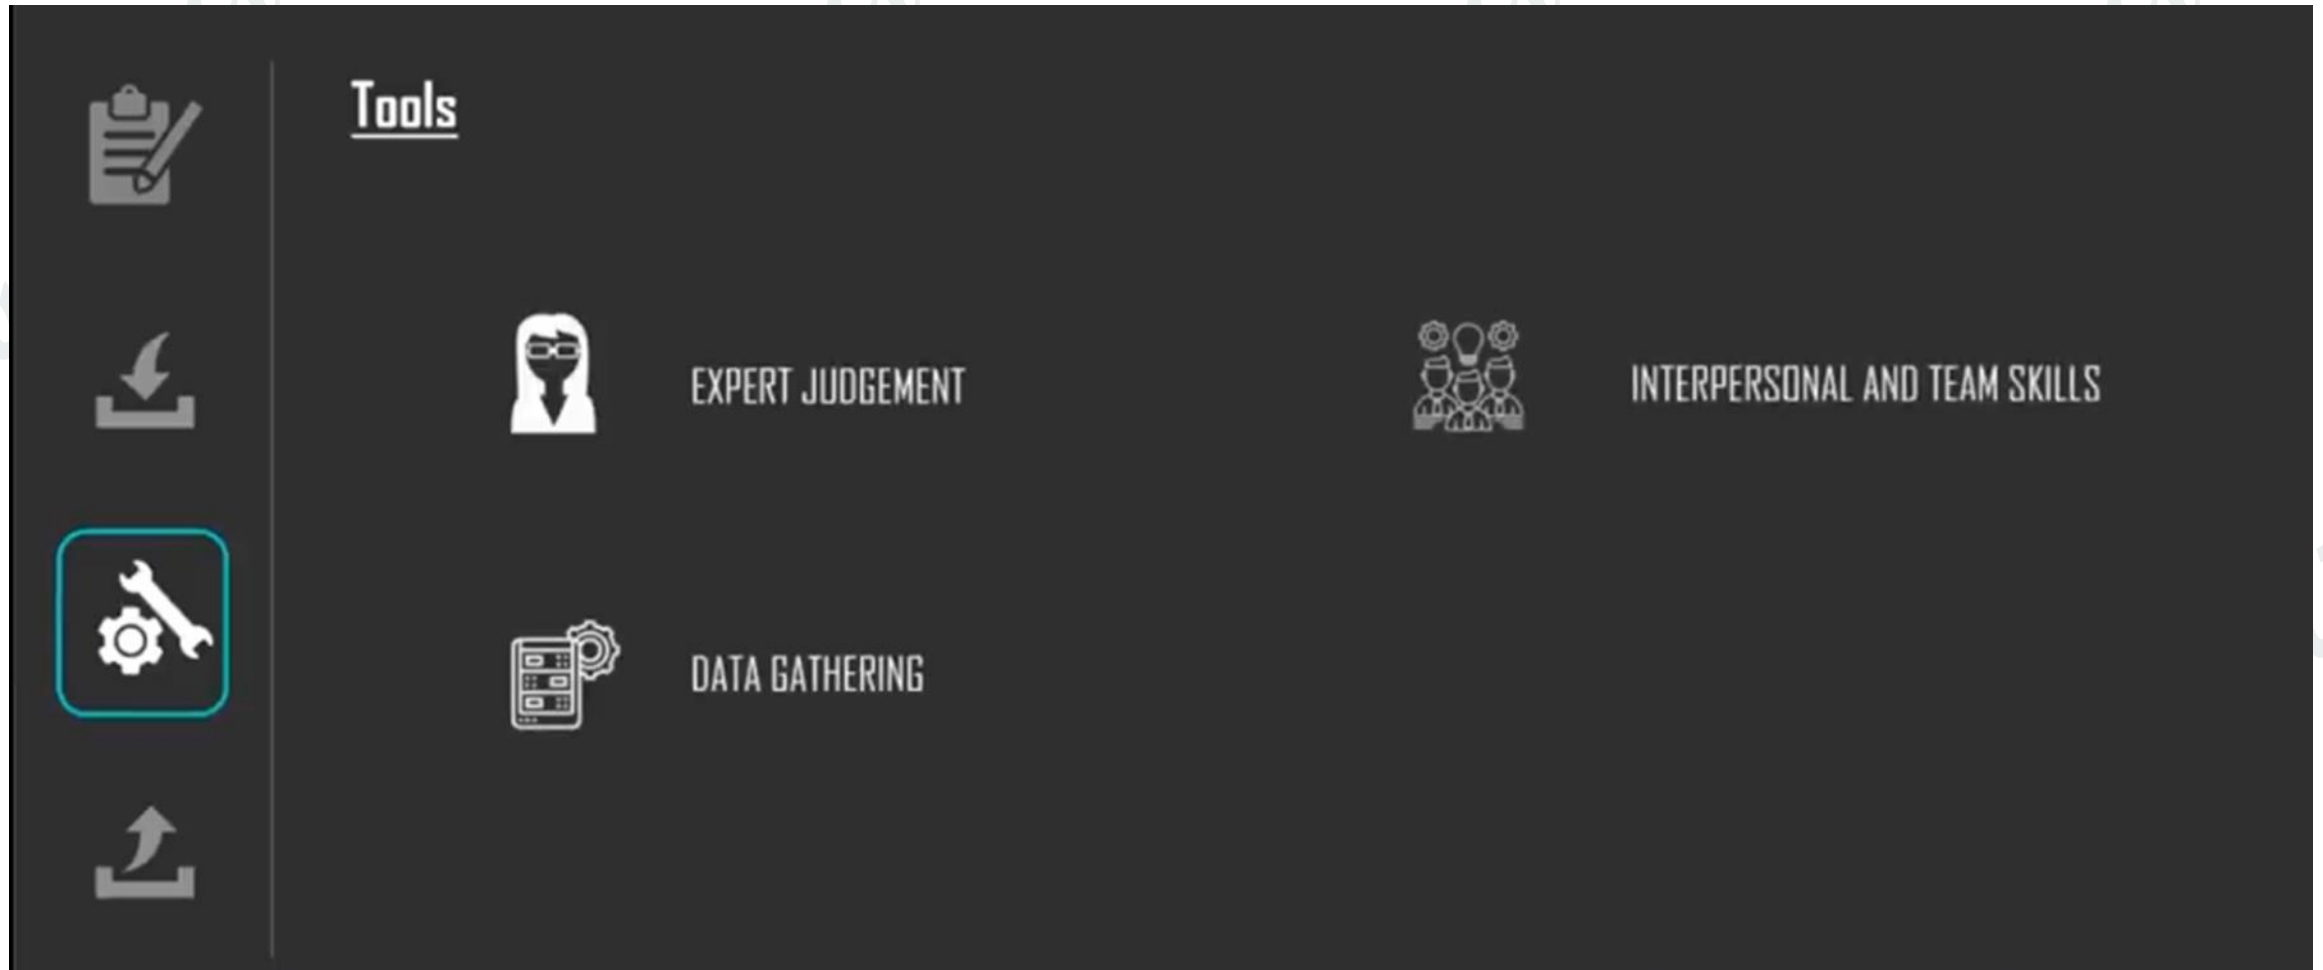 Tools
EXPERT JUDGEMENT
INTERPERSONAL AND TEAM SKILLS
DATA GATHERING